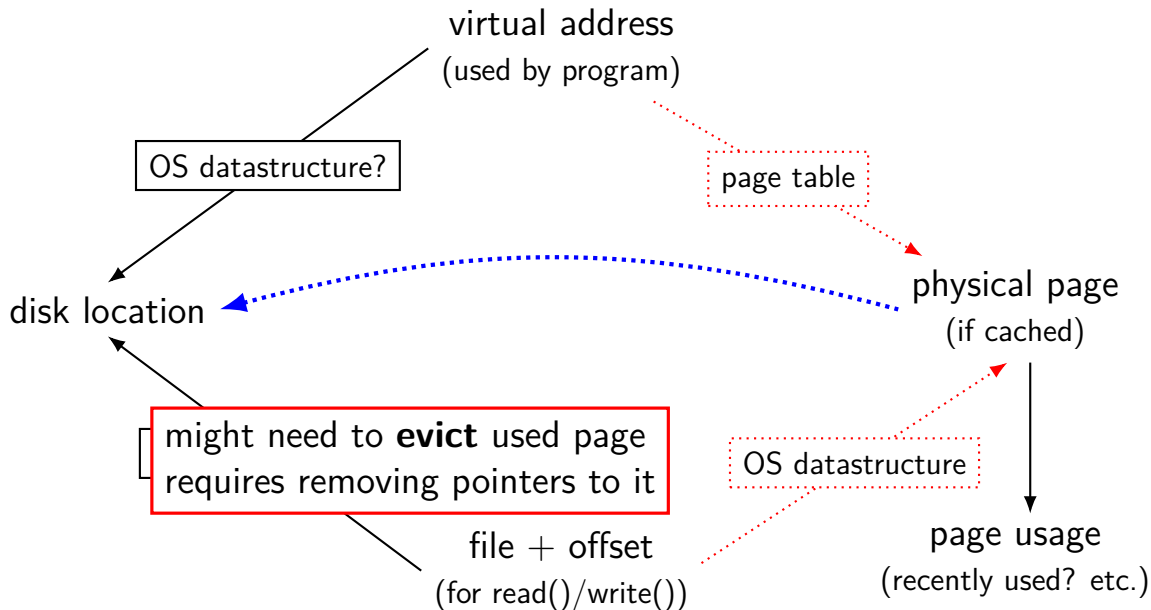 virtual address
(used by program)
OS datastructure?
page table
physical page
(if cached)
disk location
might need to evict used page
requires removing pointers to it
OS datastructure
file + offset
(for read()/write())
page usage
(recently used? etc.)